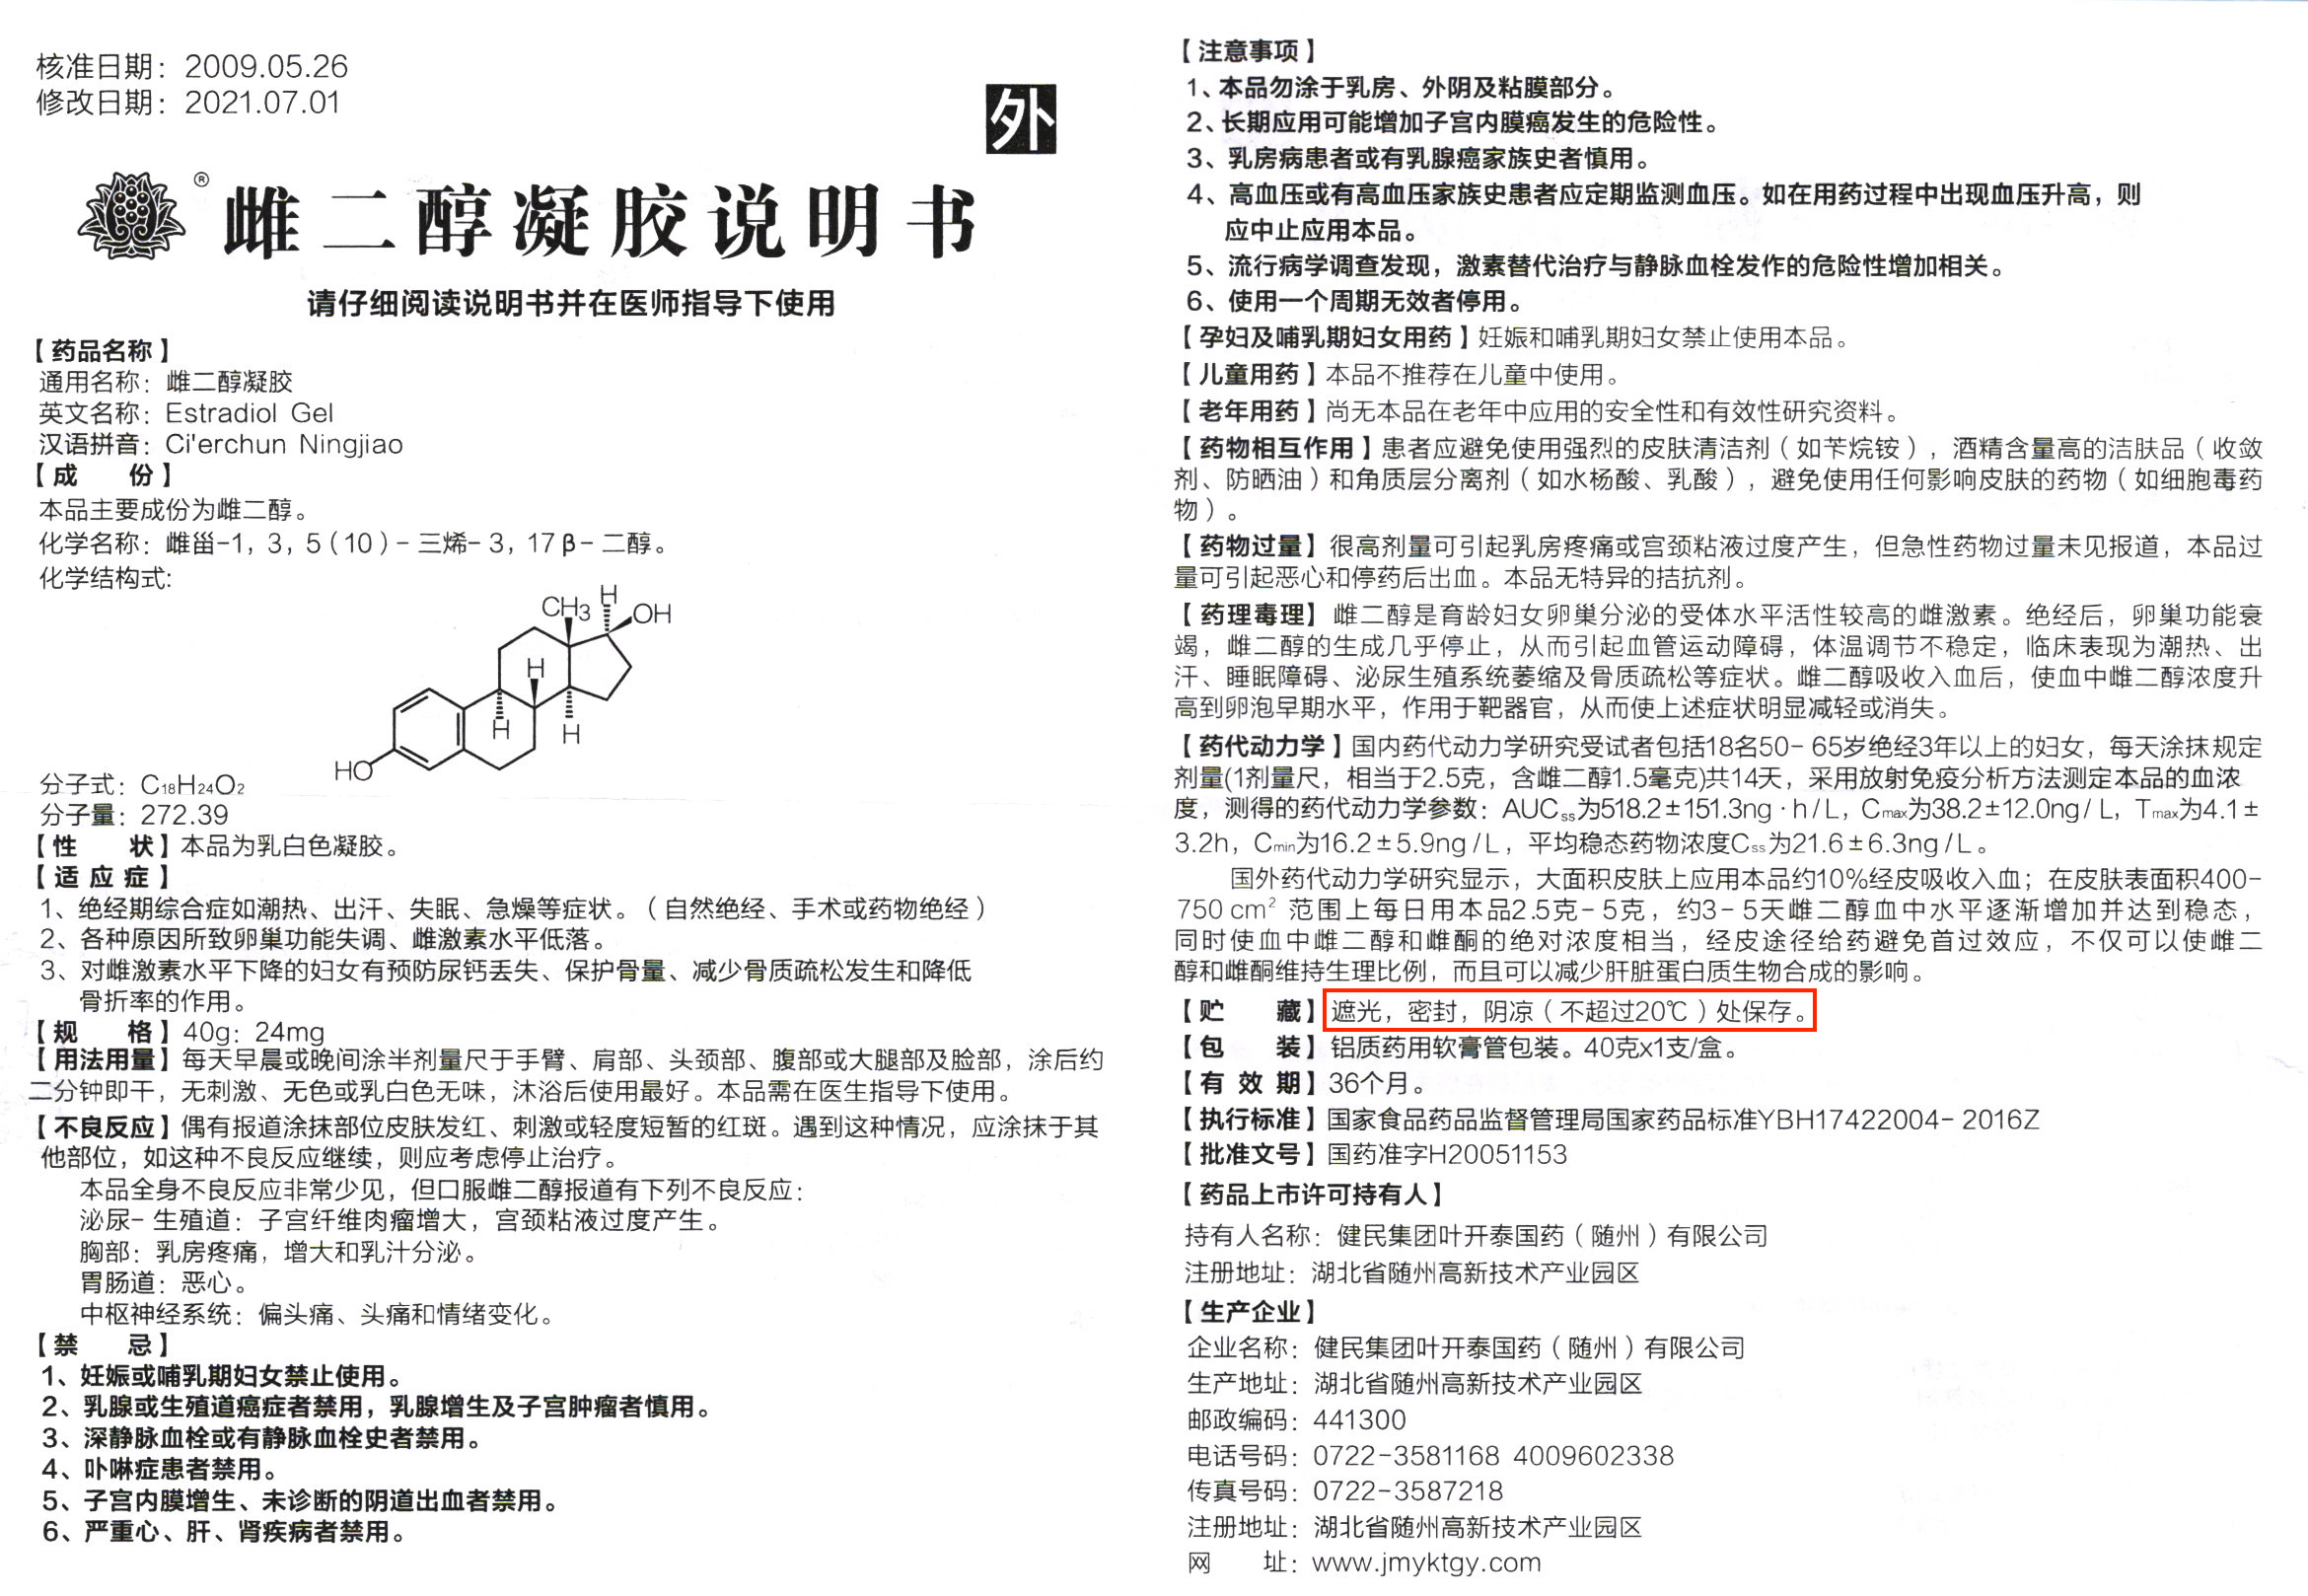 核准日期：2009.05.26
修改日期：2021.07.01
外
®
雌二醇凝胶说明书
请仔细阅读说明书并在医师指导下使用
【药品名称】
通用名称：雌二醇凝胶
英文名称：Estradiol Gel
汉语拼音：Ci'erchun Ningjiao
【成　　份】
本品主要成份为雌二醇。
化学名称：雌甾-1, 3, 5(10)-三烯-3, 17β-二醇。
化学结构式:
CH3 H OH
H
H H
HO
分子式：C18H24O2
分子量：272.39
【性　　状】本品为乳白色凝胶。
【适 应 症】
1、绝经期综合症如潮热、出汗、失眠、急燥等症状。（自然绝经、手术或药物绝经）
2、各种原因所致卵巢功能失调、雌激素水平低落。
3、对雌激素水平下降的妇女有预防尿钙丢失、保护骨量、减少骨质疏松发生和降低
骨折率的作用。
【规　　格】40g：24mg
【用法用量】每天早晨或晚间涂半剂量尺于手臂、肩部、头颈部、腹部或大腿部及脸部，涂后约
二分钟即干，无刺激、无色或乳白色无味，沐浴后使用最好。本品需在医生指导下使用。
【不良反应】偶有报道涂抹部位皮肤发红、刺激或轻度短暂的红斑。遇到这种情况，应涂抹于其
他部位，如这种不良反应继续，则应考虑停止治疗。
本品全身不良反应非常少见，但口服雌二醇报道有下列不良反应：
泌尿-生殖道：子宫纤维肉瘤增大，宫颈粘液过度产生。
胸部：乳房疼痛，增大和乳汁分泌。
胃肠道：恶心。
中枢神经系统：偏头痛、头痛和情绪变化。
【禁　　忌】
1、妊娠或哺乳期妇女禁止使用。
2、乳腺或生殖道癌症者禁用，乳腺增生及子宫肿瘤者慎用。
3、深静脉血栓或有静脉血栓史者禁用。
4、卟啉症患者禁用。
5、子宫内膜增生、未诊断的阴道出血者禁用。
6、严重心、肝、肾疾病者禁用。
【注意事项】
1、本品勿涂于乳房、外阴及粘膜部分。
2、长期应用可能增加子宫内膜癌发生的危险性。
3、乳房病患者或有乳腺癌家族史者慎用。
4、高血压或有高血压家族史患者应定期监测血压。如在用药过程中出现血压升高，则
应中止应用本品。
5、流行病学调查发现，激素替代治疗与静脉血栓发作的危险性增加相关。
6、使用一个周期无效者停用。
【孕妇及哺乳期妇女用药】妊娠和哺乳期妇女禁止使用本品。
【儿童用药】本品不推荐在儿童中使用。
【老年用药】尚无本品在老年中应用的安全性和有效性研究资料。
【药物相互作用】患者应避免使用强烈的皮肤清洁剂（如苄烷铵），酒精含量高的洁肤品（收敛
剂、防晒油）和角质层分离剂（如水杨酸、乳酸），避免使用任何影响皮肤的药物（如细胞毒药
物）。
【药物过量】很高剂量可引起乳房疼痛或宫颈粘液过度产生，但急性药物过量未见报道，本品过
量可引起恶心和停药后出血。本品无特异的拮抗剂。
【药理毒理】雌二醇是育龄妇女卵巢分泌的受体水平活性较高的雌激素。绝经后，卵巢功能衰
竭，雌二醇的生成几乎停止，从而引起血管运动障碍，体温调节不稳定，临床表现为潮热、出
汗、睡眠障碍、泌尿生殖系统萎缩及骨质疏松等症状。雌二醇吸收入血后，使血中雌二醇浓度升
高到卵泡早期水平，作用于靶器官，从而使上述症状明显减轻或消失。
【药代动力学】国内药代动力学研究受试者包括18名50-65岁绝经3年以上的妇女，每天涂抹规定
剂量(1剂量尺，相当于2.5克，含雌二醇1.5毫克)共14天，采用放射免疫分析方法测定本品的血浓
度，测得的药代动力学参数：AUCss为518.2±151.3ng·h/L，Cmax为38.2±12.0ng/L，Tmax为4.1±
3.2h，Cmin为16.2±5.9ng/L，平均稳态药物浓度Css为21.6±6.3ng/L。
国外药代动力学研究显示，大面积皮肤上应用本品约10%经皮吸收入血；在皮肤表面积400-
750cm² 范围上每日用本品2.5克-5克，约3-5天雌二醇血中水平逐渐增加并达到稳态，
同时使血中雌二醇和雌酮的绝对浓度相当，经皮途径给药避免首过效应，不仅可以使雌二
醇和雌酮维持生理比例，而且可以减少肝脏蛋白质生物合成的影响。
【贮　　藏】遮光，密封，阴凉（不超过20℃）处保存。
【包　　装】铝质药用软膏管包装。40克x1支/盒。
【有 效 期】36个月。
【执行标准】国家食品药品监督管理局国家药品标准YBH17422004-2016Z
【批准文号】国药准字H20051153
【药品上市许可持有人】
持有人名称：健民集团叶开泰国药（随州）有限公司
注册地址：湖北省随州高新技术产业园区
【生产企业】
企业名称：健民集团叶开泰国药（随州）有限公司
生产地址：湖北省随州高新技术产业园区
邮政编码：441300
电话号码：0722-3581168 4009602338
传真号码：0722-3587218
注册地址：湖北省随州高新技术产业园区
网　　址：www.jmyktgy.com